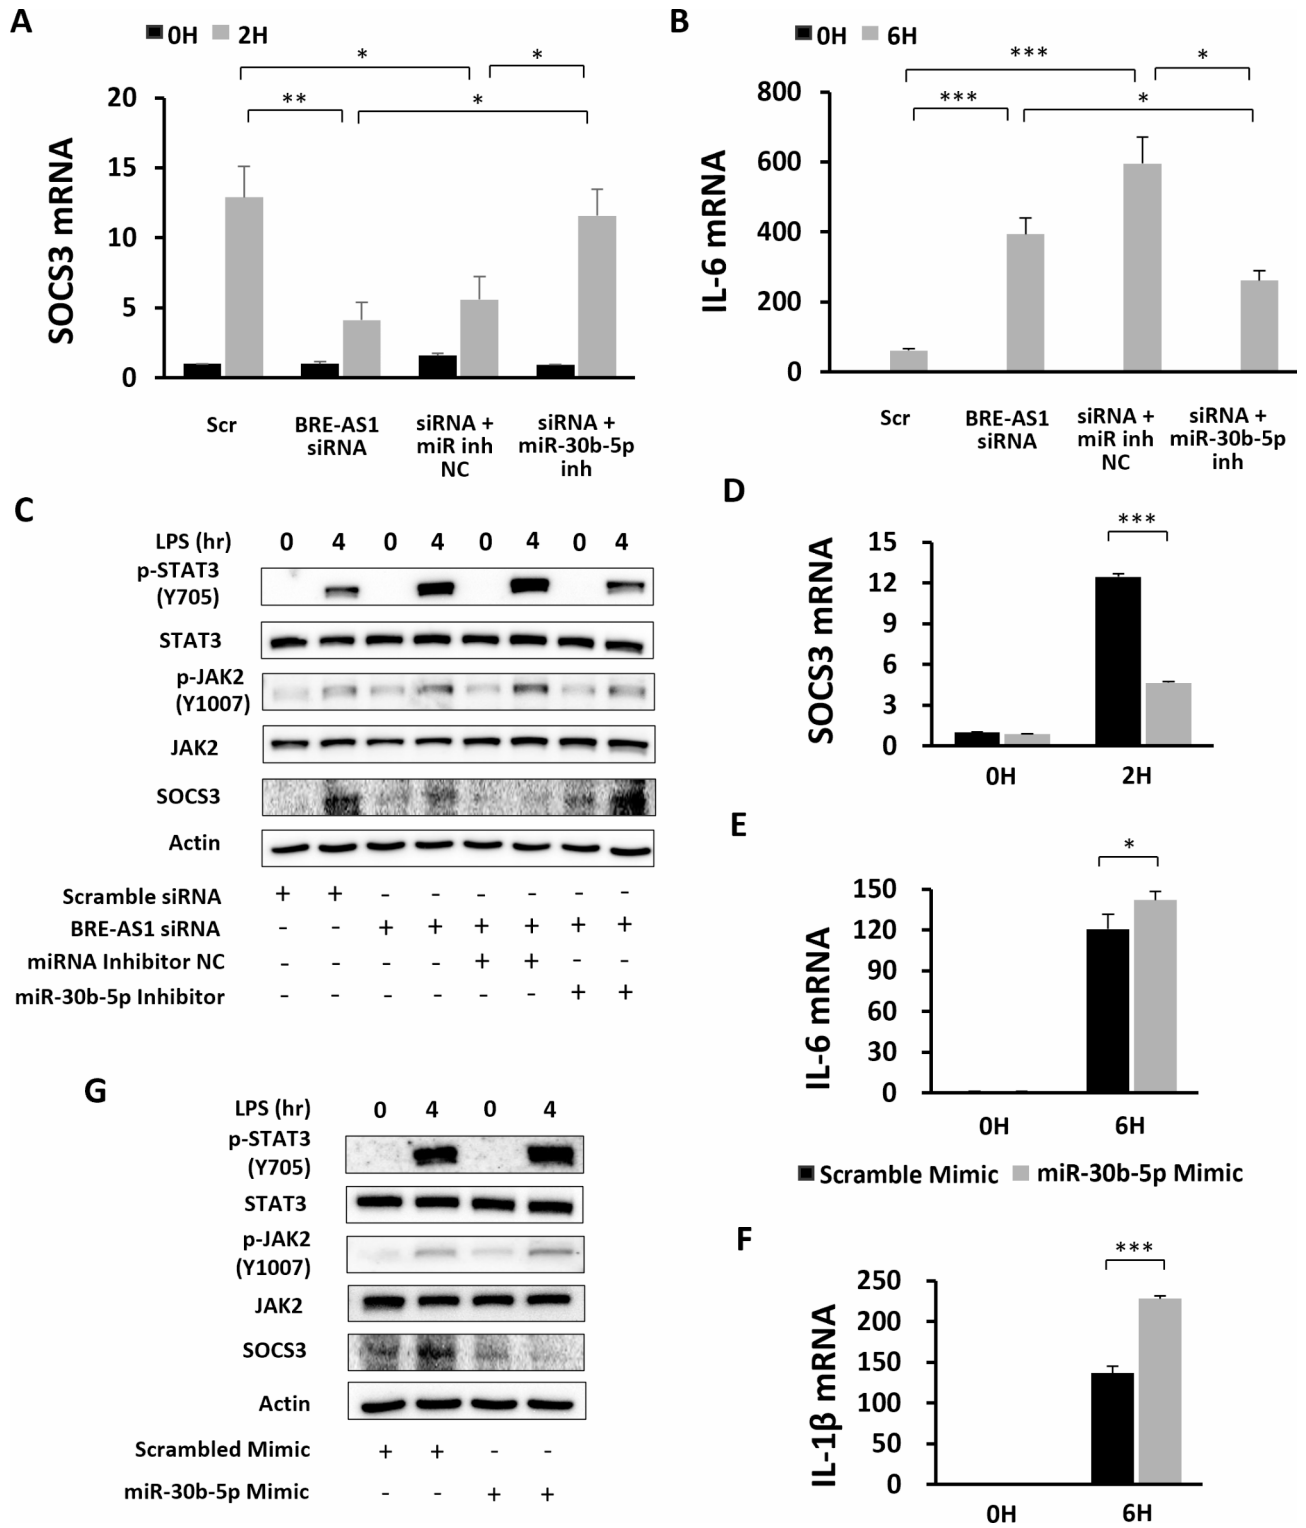 A
0H 2H
*
*
**
*
SOCS3 mRNA
20
15
10
5
0
Scr
BRE-AS1
siRNA
siRNA +
miR inh
NC
siRNA +
miR-30b-5p
inh
B
0H 6H
***
*
***
*
IL-6 mRNA
800
600
400
200
0
Scr
BRE-AS1
siRNA
siRNA +
miR inh
NC
siRNA +
miR-30b-5p
inh
C
LPS (hr) 0 4 0 4 0 4 0 4
p-STAT3
(Y705)
STAT3
p-JAK2
(Y1007)
JAK2
SOCS3
Actin
Scramble siRNA + + - - - - - -
BRE-AS1 siRNA - - + + + + + +
miRNA Inhibitor NC - - - - + + - -
miR-30b-5p Inhibitor - - - - - - + +
D
***
SOCS3 mRNA
15
12
9
6
3
0
0H 2H
E
*
IL-6 mRNA
150
120
90
60
30
0
0H 6H
Scramble Mimic miR-30b-5p Mimic
F
***
IL-1β mRNA
250
200
150
100
50
0
0H 6H
G
LPS (hr) 0 4 0 4
p-STAT3
(Y705)
STAT3
p-JAK2
(Y1007)
JAK2
SOCS3
Actin
Scrambled Mimic + + - -
miR-30b-5p Mimic - - + +